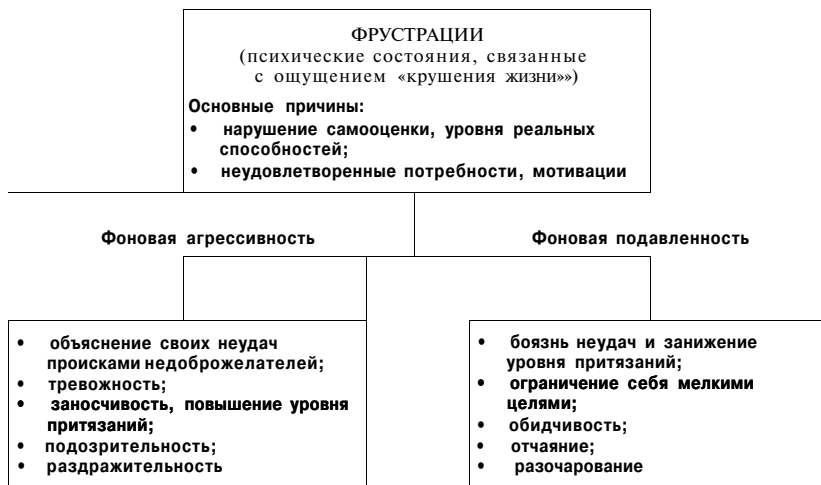 ФРУСТРАЦИИ
(психические состояния, связанные
с ощущением «крушения жизни»»)
Основные причины:
• нарушение самооценки, уровня реальных
способностей;
• неудовлетворенные потребности, мотивации
Фоновая агрессивность
Фоновая подавленность
• объяснение своих неудач
происками недоброжелателей;
• тревожность;
• заносчивость, повышение уровня
притязаний;
• подозрительность;
• раздражительность
• боязнь неудач и занижение
уровня притязаний;
• ограничение себя мелкими
целями;
• обидчивость;
• отчаяние;
• разочарование